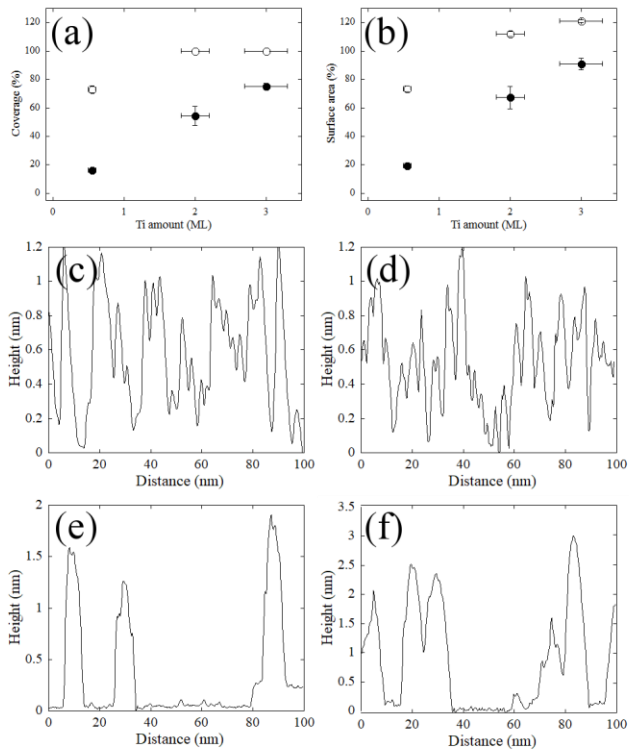 (a)
Coverage (%)
120
100
80
60
40
20
0
0 1 2 3
Ti amount (ML)
(b)
Surface area (%)
120
100
80
60
40
20
0
0 1 2 3
Ti amount (ML)
(c)
Height (nm)
1.2
1
0.8
0.6
0.4
0.2
0
0 20 40 60 80 100
Distance (nm)
(d)
Height (nm)
1.2
1
0.8
0.6
0.4
0.2
0
0 20 40 60 80 100
Distance (nm)
(e)
Height (nm)
2
1.5
1
0.5
0
0 20 40 60 80 100
Distance (nm)
(f)
Height (nm)
3.5
3
2.5
2
1.5
1
0.5
0
0 20 40 60 80 100
Distance (nm)